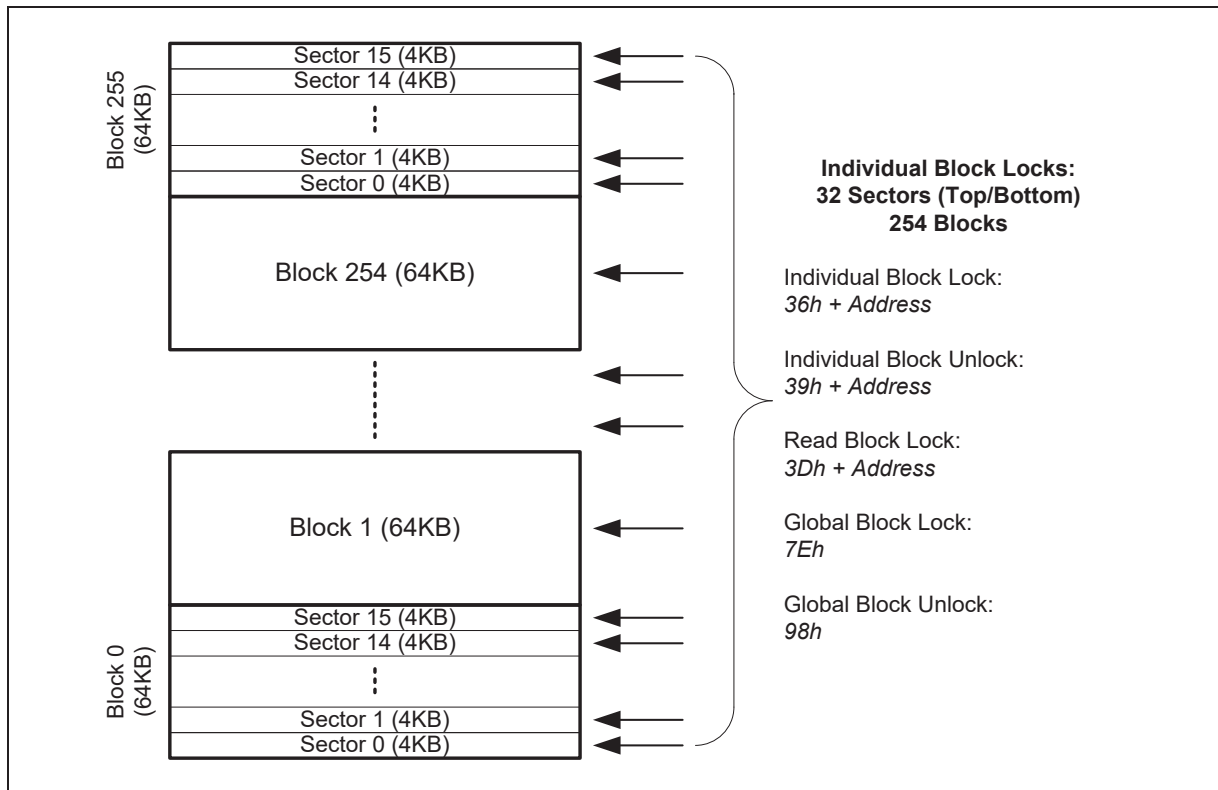 Block 255
(64KB)
Sector 15 (4KB)
Sector 14 (4KB)
Sector 1 (4KB)
Sector 0 (4KB)
Block 254 (64KB)
Block 1 (64KB)
Block 0
(64KB)
Sector 15 (4KB)
Sector 14 (4KB)
Sector 1 (4KB)
Sector 0 (4KB)
Individual Block Locks:
32 Sectors (Top/Bottom)
254 Blocks
Individual Block Lock:
36h + Address
Individual Block Unlock:
39h + Address
Read Block Lock:
3Dh + Address
Global Block Lock:
7Eh
Global Block Unlock:
98h